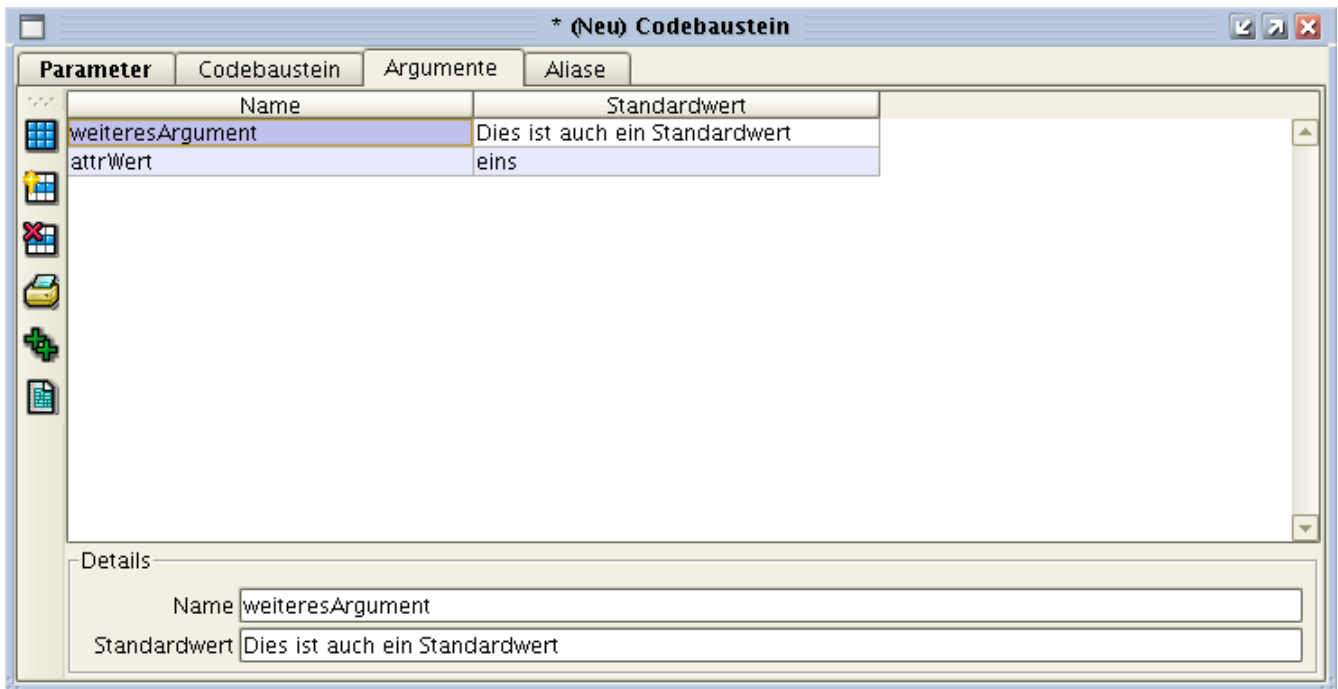 * (Neu) Codebaustein
Parameter Codebaustein Argumente Aliase
Name Standardwert
weiteresArgument Dies ist auch ein Standardwert
attrWert eins
Details
Name weiteresArgument
Standardwert Dies ist auch ein Standardwert